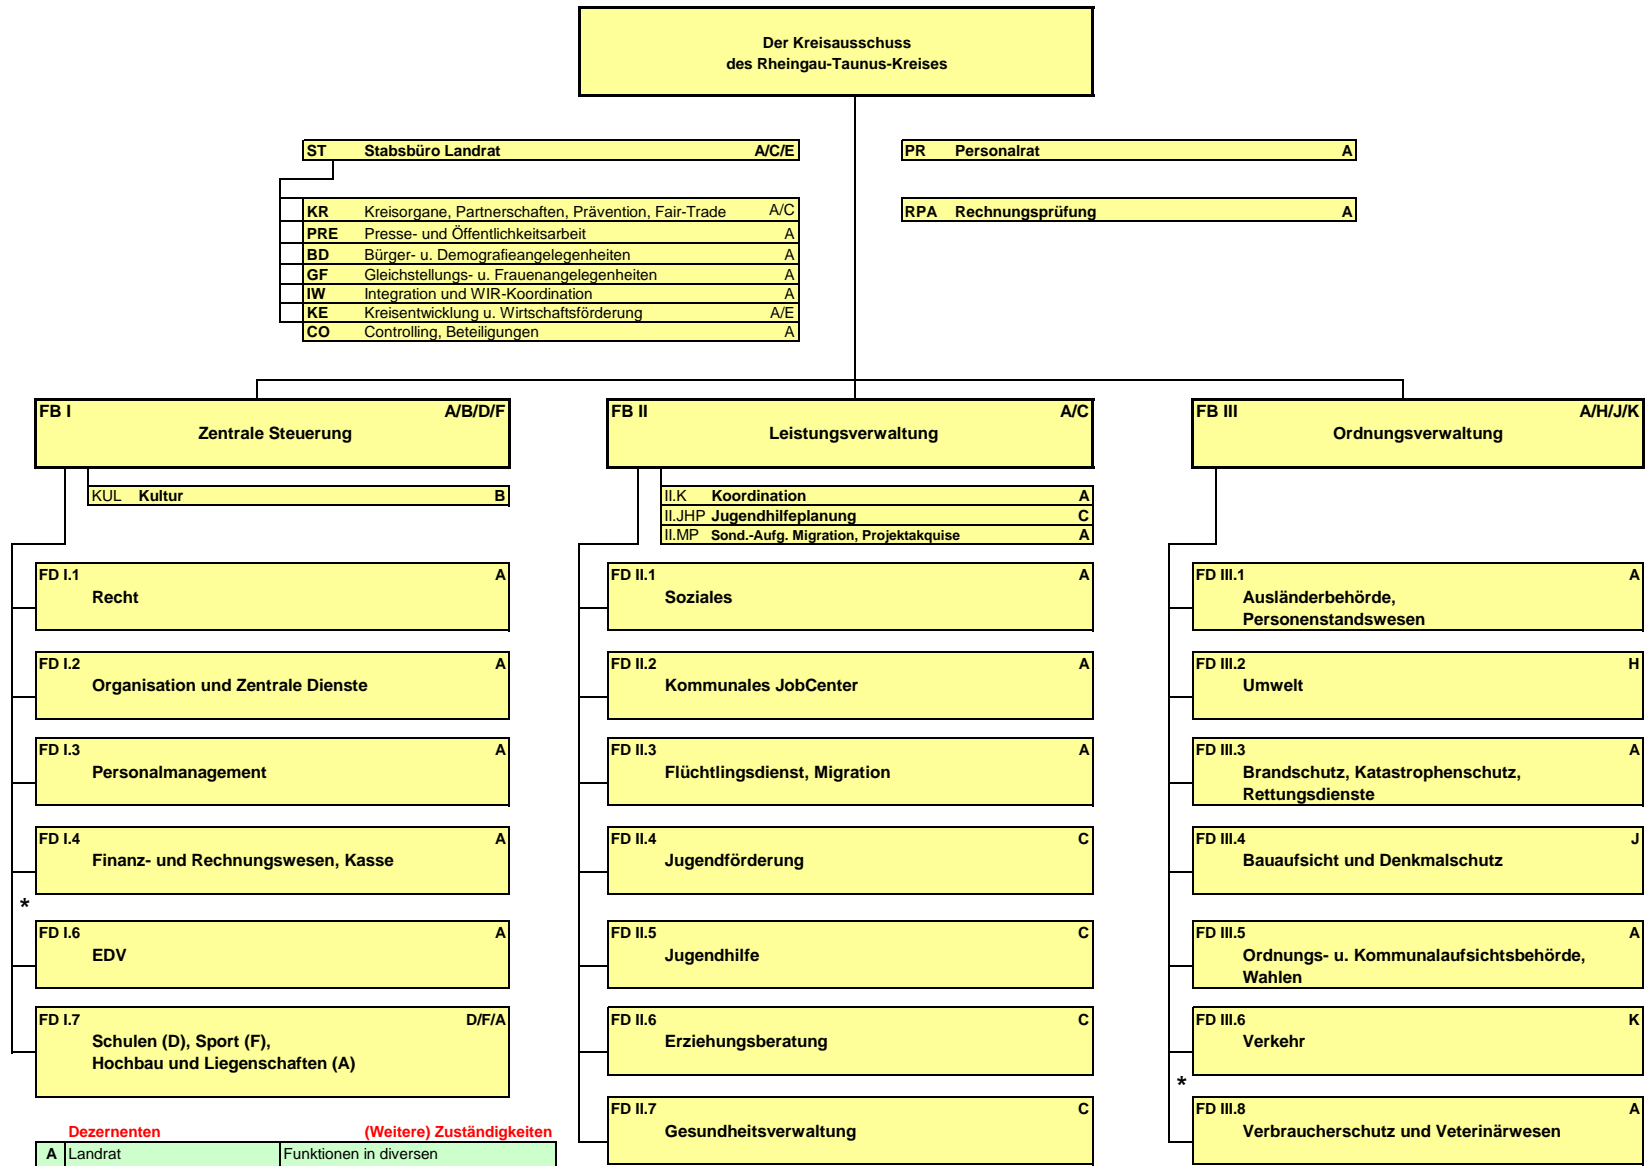 Der Kreisausschuss
des Rheingau-Taunus-Kreises
ST Stabsbüro Landrat A/C/E
PR Personalrat A
KR Kreisorgane, Partnerschaften, Prävention, Fair-Trade A/C
PRE Presse- und Öffentlichkeitsarbeit A
BD Bürger- u. Demografieangelegenheiten A
GF Gleichstellungs- u. Frauenangelegenheiten A
IW Integration und WIR-Koordination A
KE Kreisentwicklung u. Wirtschaftsförderung A/E
CO Controlling, Beteiligungen A
RPA Rechnungsprüfung A
FB I A/B/D/F
Zentrale Steuerung
KUL Kultur B
FD I.1 A
Recht
FD I.2 A
Organisation und Zentrale Dienste
FD I.3 A
Personalmanagement
FD I.4 A
Finanz- und Rechnungswesen, Kasse
*
FD I.6 A
EDV
FD I.7 D/F/A
Schulen (D), Sport (F),
Hochbau und Liegenschaften (A)
FB II A/C
Leistungsverwaltung
II.K Koordination A
II.JHP Jugendhilfeplanung C
II.MP Sond.-Aufg. Migration, Projektakquise A
FD II.1 A
Soziales
FD II.2 A
Kommunales JobCenter
FD II.3 A
Flüchtlingsdienst, Migration
FD II.4 C
Jugendförderung
FD II.5 C
Jugendhilfe
FD II.6 C
Erziehungsberatung
FD II.7 C
Gesundheitsverwaltung
FB III A/H/J/K
Ordnungsverwaltung
FD III.1 A
Ausländerbehörde,
Personenstandswesen
FD III.2 H
Umwelt
FD III.3 A
Brandschutz, Katastrophenschutz,
Rettungsdienste
FD III.4 J
Bauaufsicht und Denkmalschutz
FD III.5 A
Ordnungs- u. Kommunalaufsichtsbehörde,
Wahlen
FD III.6 K
Verkehr
*
FD III.8 A
Verbraucherschutz und Veterinärwesen
Dezernenten (Weitere) Zuständigkeiten
A Landrat Funktionen in diversen